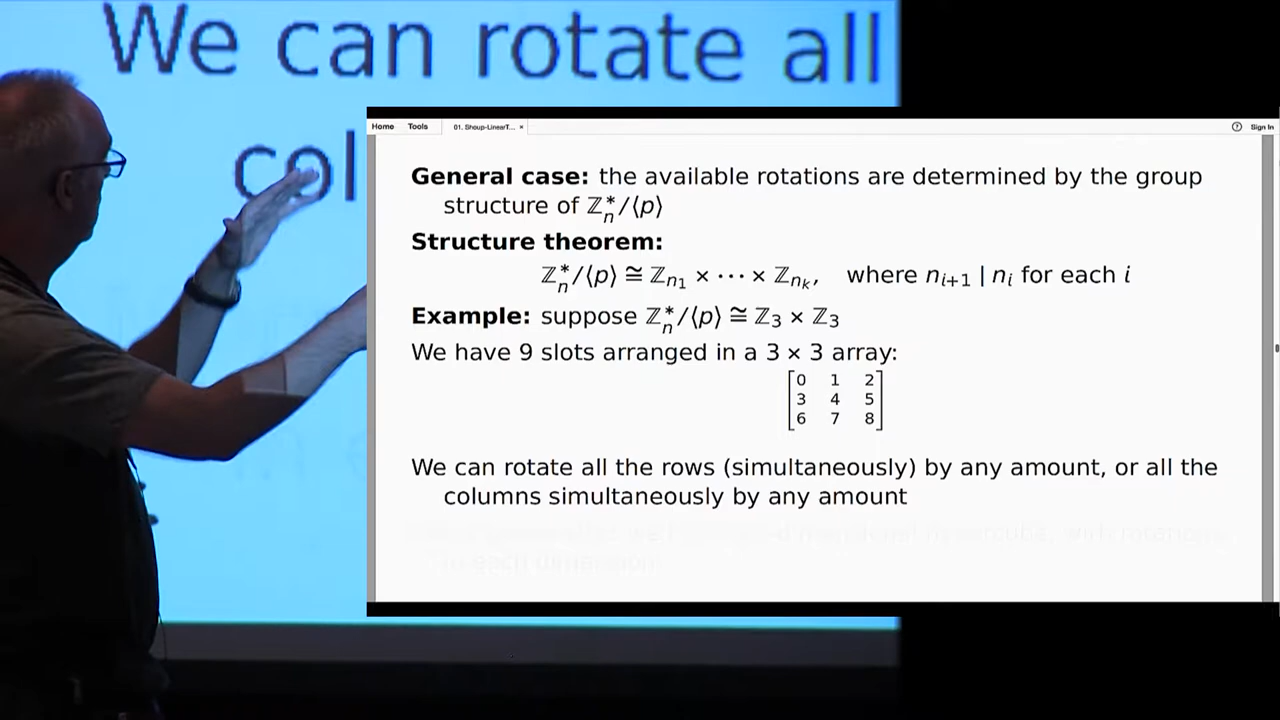 We can rotate all
col
Home Tools 01. Shoup-LinearT... × ? Sign In
General case: the available rotations are determined by the group
structure of ℤ*ₙ/⟨p⟩
Structure theorem:
ℤ*ₙ/⟨p⟩ ≅ ℤₙ₁ × ⋯ × ℤₙₖ, where nᵢ₊₁ | nᵢ for each i
Example: suppose ℤ*ₙ/⟨p⟩ ≅ ℤ₃ × ℤ₃
We have 9 slots arranged in a 3 × 3 array:
0 1 2
3 4 5
6 7 8
We can rotate all the rows (simultaneously) by any amount, or all the
columns simultaneously by any amount